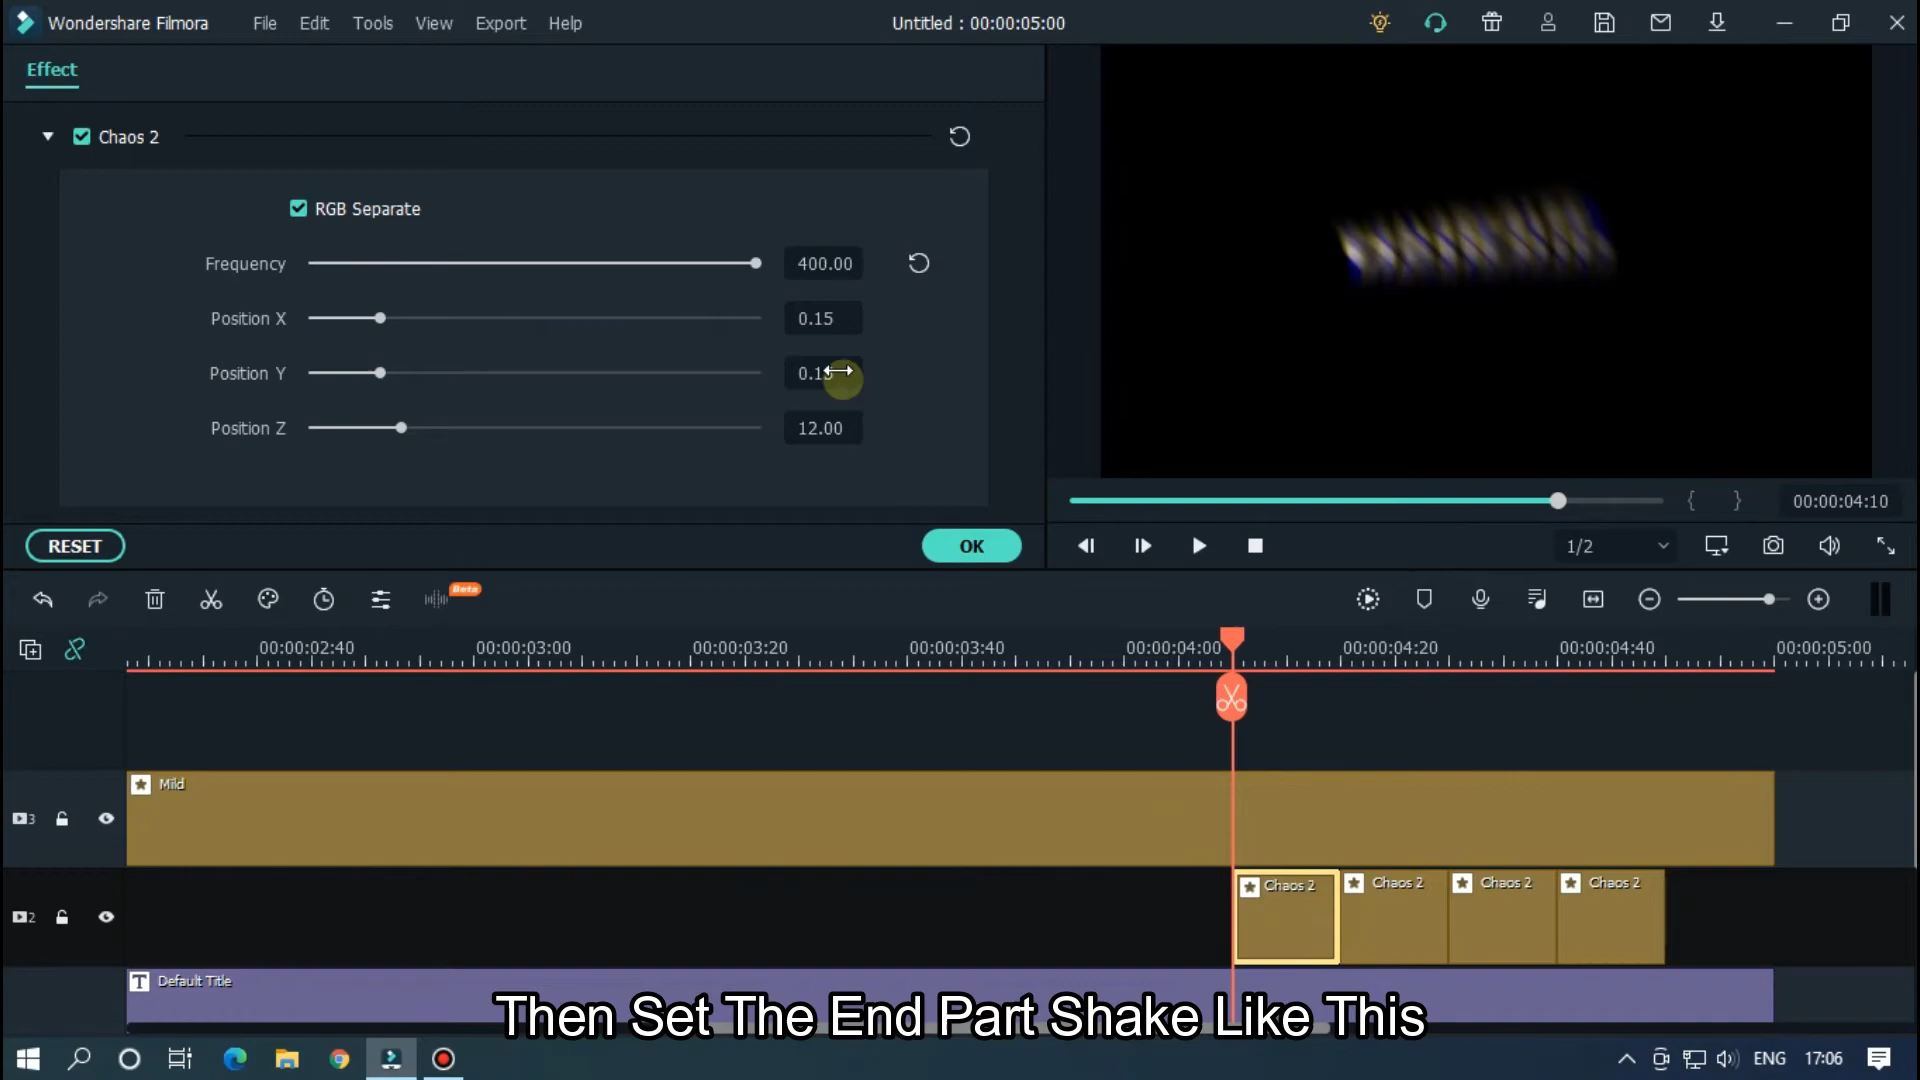 Wondershare Filmora File Edit Tools View Export Help Untitled : 00:00:05:00
Effect
Chaos 2
RGB Separate
Frequency 400.00
Position X 0.15
Position Y
Position Z 12.00
00:00:04:10
RESET OK 1/2
Beta
00:00:02:40 00:00:03:00 00:00:03:20 00:00:03:40 00:00:04:00 00:00:04:20 00:00:04:40 00:00:05:00
Mild
3
Chaos 2 Chaos 2 Chaos 2 Chaos 2
2
T Default Title
Then Set The End Part Shake Like This
ENG 17:06